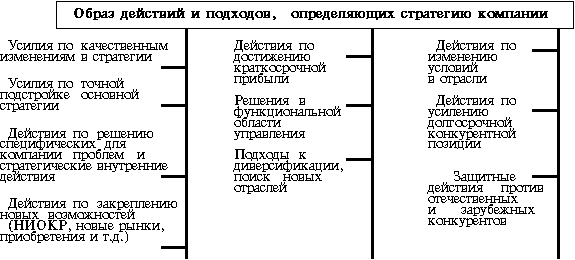 Образ действий и подходов, определяющих стратегию компании
Усилия по качественным
изменениям в стратегии
Усилия по точной
подстройке основной
стратегии
Действия по решению
специфических для
компании проблем и
стратегические внутренние
действия
Действия по закреплению
новых возможностей
(НИОКР, новые рынки,
приобретения и т.д.)
Действия по
достижению
краткосрочной
прибыли
Решения в
функциональной
области
управления
Подходы к
диверсификации,
поиск новых
отраслей
Действия по
изменению
условий
в отрасли
Действия по
усилению
долгосрочной
конкурентной
позиции
Защитные
действия против
отечественных
и зарубежных
конкурентов